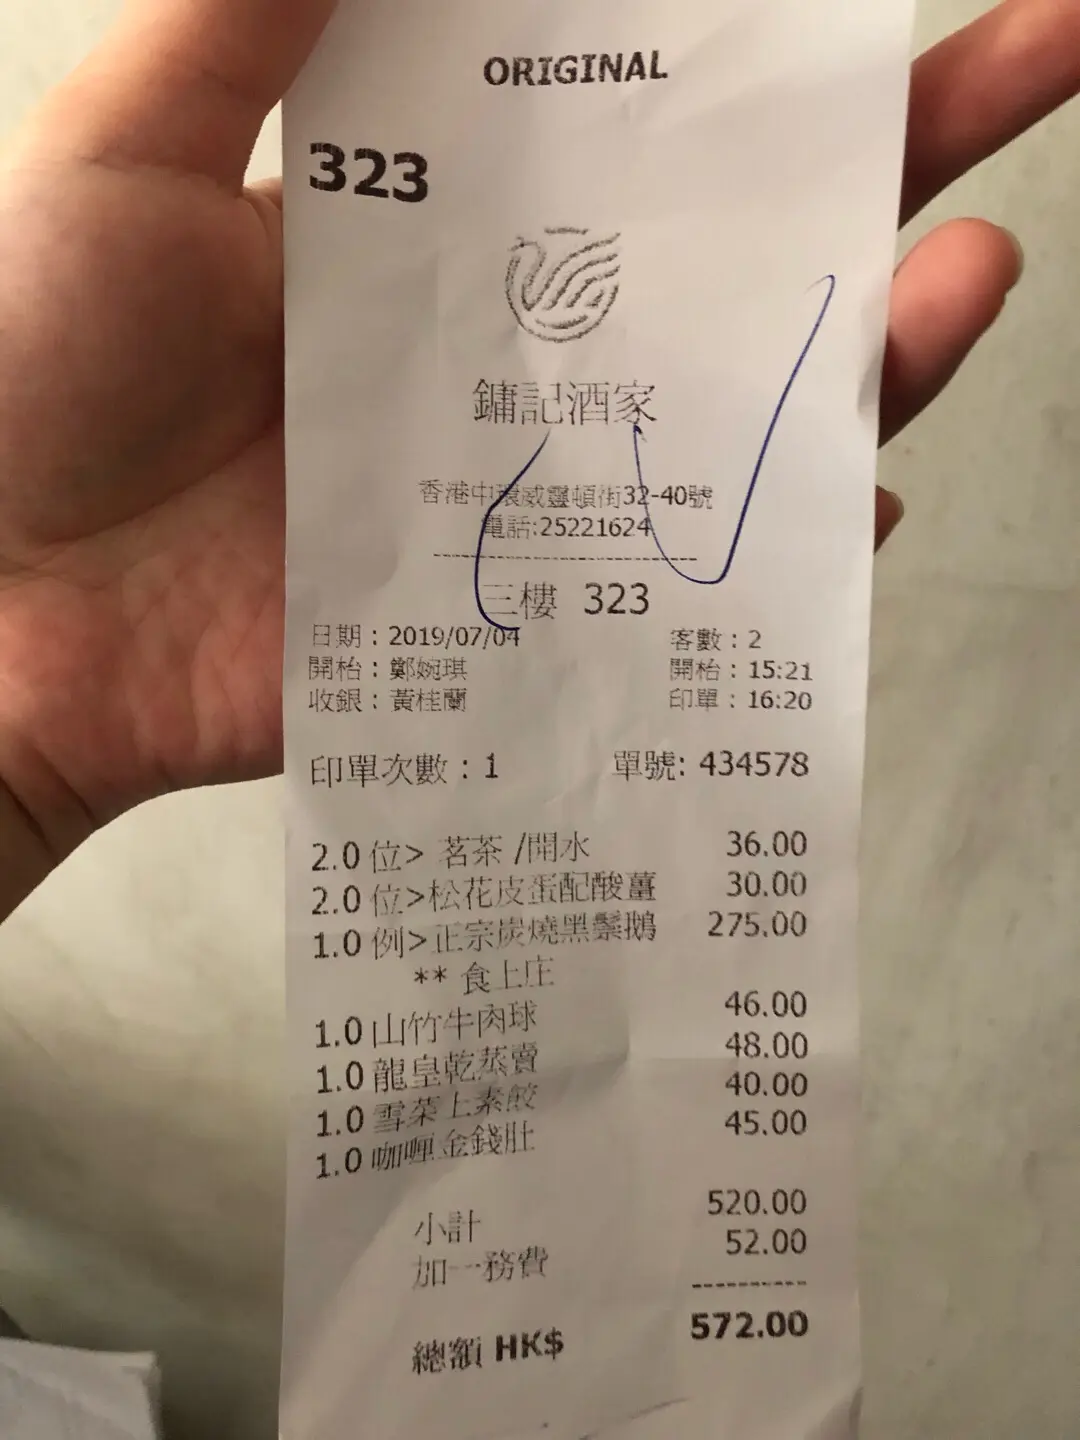 ORIGINAL
323
鏞記酒家
香港中環威靈頓街32-40號
電話:25221624
三樓 323
日期：2019/07/04 客數：2
開枱：鄭婉琪 開枱：15:21
收銀：黃桂蘭 印單：16:20
印單次數：1 單號: 434578
2.0 位> 茗茶 /開水 36.00
2.0 位>松花皮蛋配酸薑 30.00
1.0 例>正宗炭燒黑鬃鵝 275.00
** 食上庄
1.0 山竹牛肉球 46.00
1.0 龍皇乾蒸賣 48.00
1.0 雪菜上素餃 40.00
1.0 咖喱金錢肚 45.00
小計 520.00
加一務費 52.00
總額 HK$ 572.00